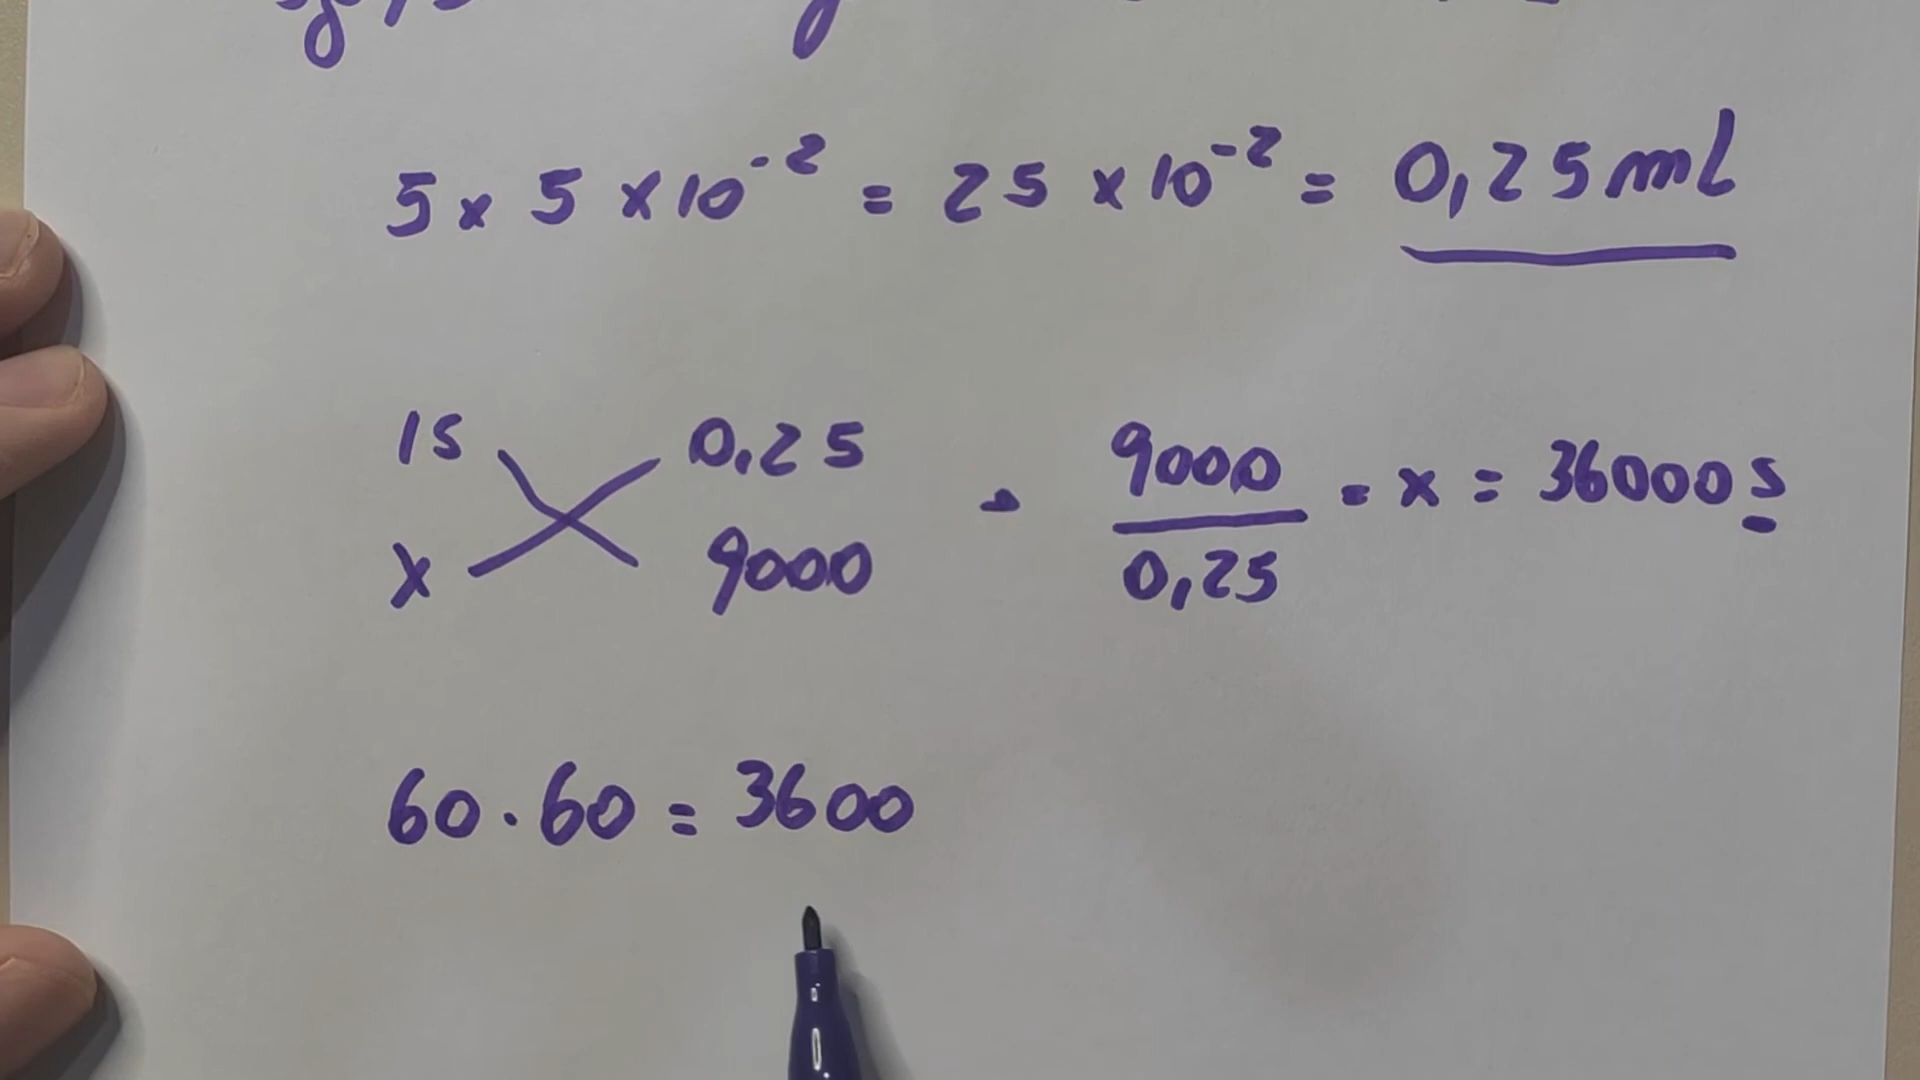 5 x 5 x 10⁻² = 25 x 10⁻² = 0,25 ml
1s 0,25
x 9000
9000 / 0,25 = x = 36000 s
60 · 60 = 3600